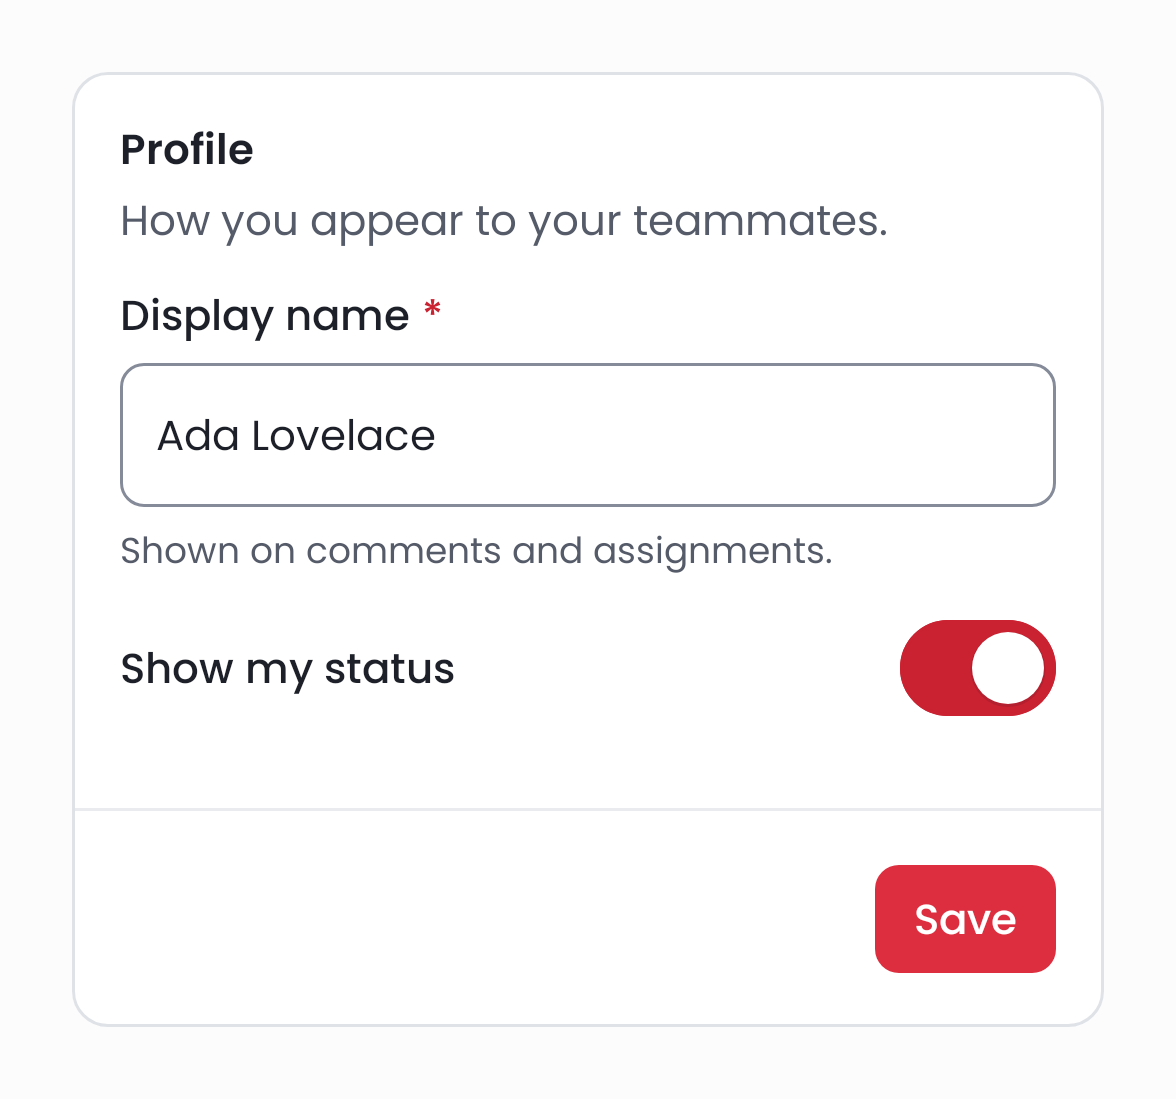 Profile
How you appear to your teammates.
Display name *
Ada Lovelace
Shown on comments and assignments.
Show my status
Save